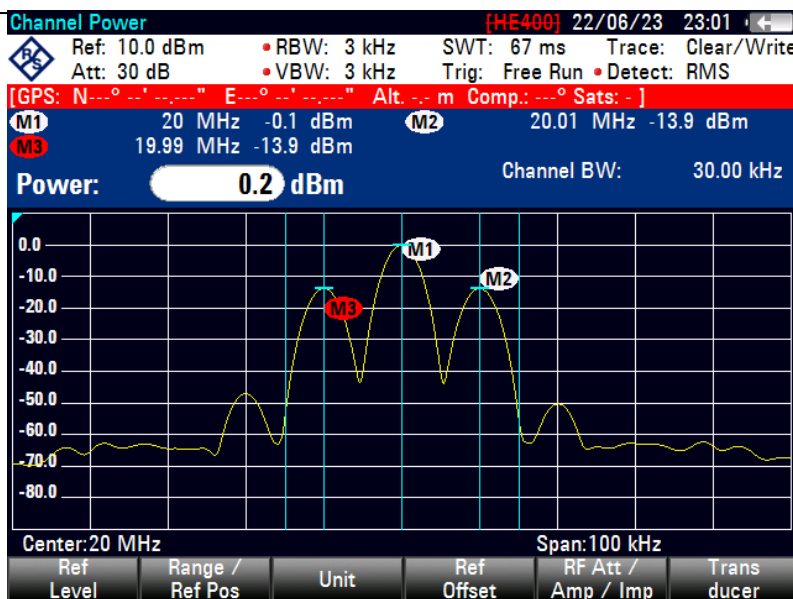 Channel Power [HE400] 22/06/23 23:01
Ref: 10.0 dBm • RBW: 3 kHz SWT: 67 ms Trace: Clear/Write
Att: 30 dB • VBW: 3 kHz Trig: Free Run • Detect: RMS
[GPS: N---° --' --.---" E---° --' --.---" Alt. -.- m Comp.: ---° Sats: - ]
M1 20 MHz -0.1 dBm M2 20.01 MHz -13.9 dBm
M3 19.99 MHz -13.9 dBm
Power: 0.2 dBm Channel BW: 30.00 kHz
0.0
M1
-10.0
M2
-20.0
M3
-30.0
-40.0
-50.0
-60.0
-70.0
-80.0
Center:20 MHz Span:100 kHz
Ref Level Range / Ref Pos Unit Ref Offset RF Att / Amp / Imp Trans ducer